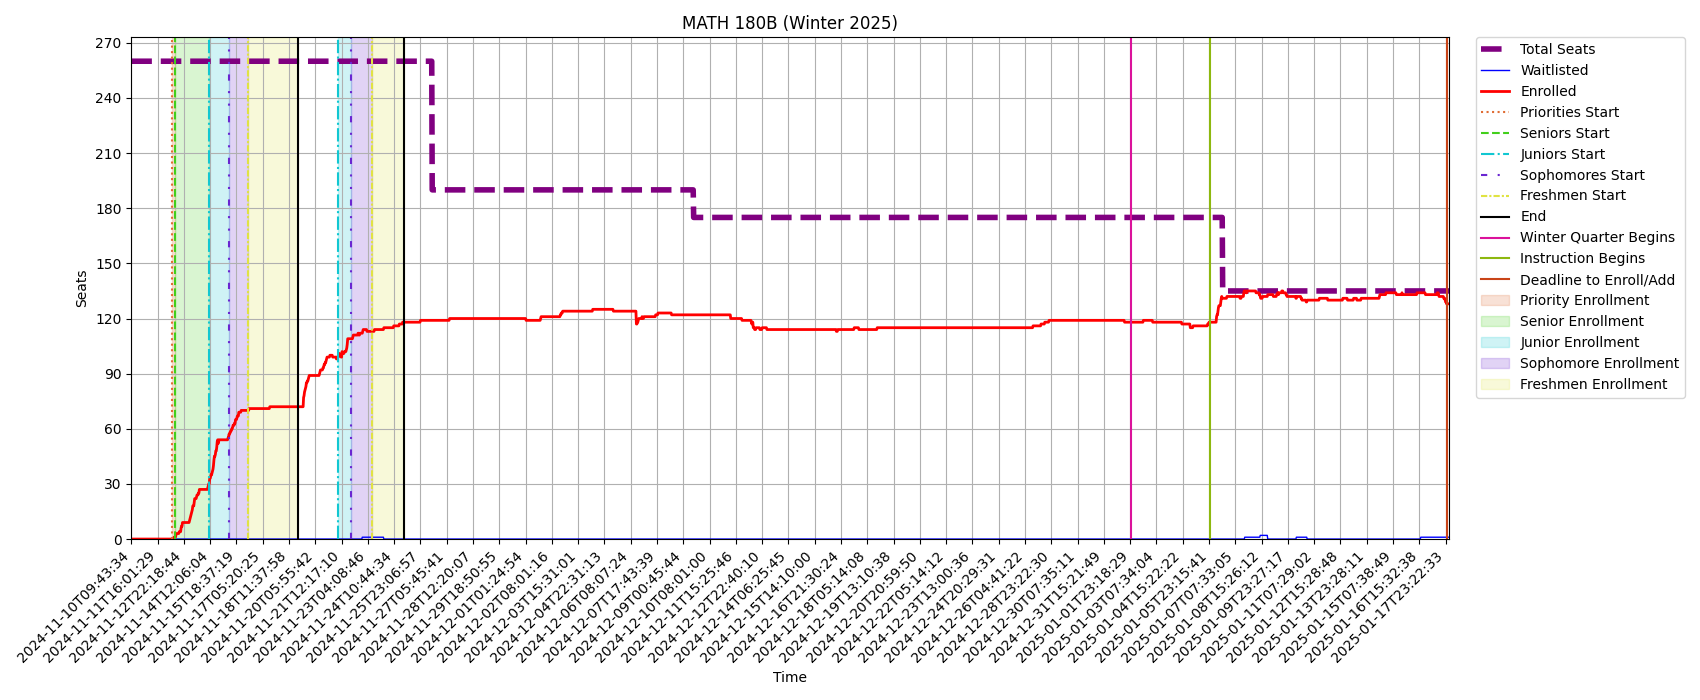 MATH 180B (Winter 2025)
270
240
210
180
150
120
90
60
30
0
Seats
2024-11-10T09:43:34
2024-11-11T16:01:29
2024-11-12T22:18:44
2024-11-14T12:06:04
2024-11-15T18:37:19
2024-11-17T05:20:25
2024-11-18T11:37:58
2024-11-20T05:55:42
2024-11-21T12:17:10
2024-11-23T04:08:46
2024-11-24T10:44:34
2024-11-25T23:06:57
2024-11-27T05:45:41
2024-11-28T12:20:07
2024-11-29T18:50:55
2024-12-01T01:24:54
2024-12-02T08:01:16
2024-12-03T15:31:01
2024-12-04T22:31:13
2024-12-06T08:07:24
2024-12-07T17:43:39
2024-12-09T00:45:44
2024-12-10T08:01:00
2024-12-11T15:25:46
2024-12-12T22:40:10
2024-12-14T06:25:45
2024-12-15T14:10:00
2024-12-16T21:30:24
2024-12-18T05:14:08
2024-12-19T13:10:38
2024-12-20T20:59:50
2024-12-22T05:14:12
2024-12-23T13:00:36
2024-12-24T20:29:31
2024-12-26T04:41:22
2024-12-28T23:22:30
2024-12-30T07:35:11
2024-12-31T15:21:49
2025-01-01T23:18:29
2025-01-03T07:34:04
2025-01-04T15:22:22
2025-01-05T23:15:41
2025-01-07T07:33:05
2025-01-08T15:26:12
2025-01-09T23:27:17
2025-01-11T07:29:02
2025-01-12T15:28:48
2025-01-13T23:28:11
2025-01-15T07:38:49
2025-01-16T15:32:38
2025-01-17T23:22:33
Time
Total Seats
Waitlisted
Enrolled
Priorities Start
Seniors Start
Juniors Start
Sophomores Start
Freshmen Start
End
Winter Quarter Begins
Instruction Begins
Deadline to Enroll/Add
Priority Enrollment
Senior Enrollment
Junior Enrollment
Sophomore Enrollment
Freshmen Enrollment